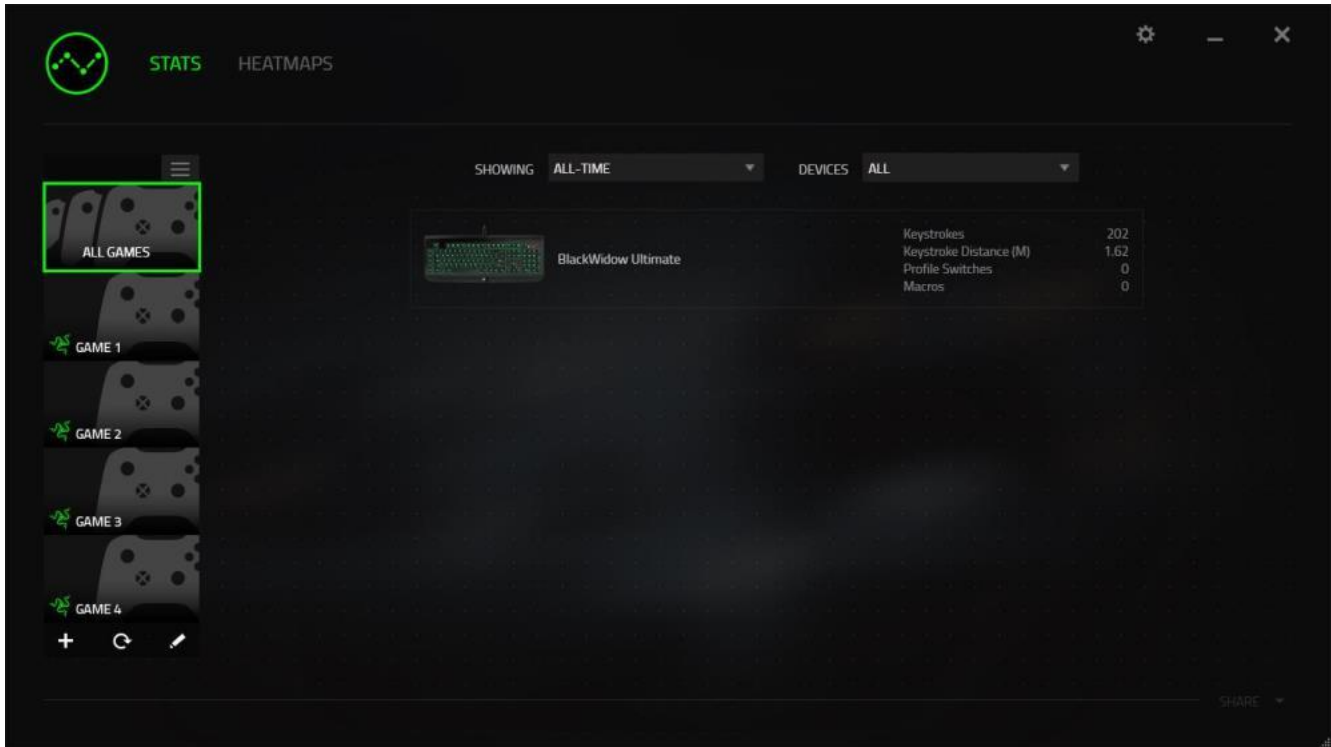 STATS HEATMAPS
SHOWING ALL-TIME DEVICES ALL
ALL GAMES
GAME 1
GAME 2
GAME 3
GAME 4
BlackWidow Ultimate
Keystrokes 202
Keystroke Distance (M) 1.62
Profile Switches 0
Macros 0
SHARE